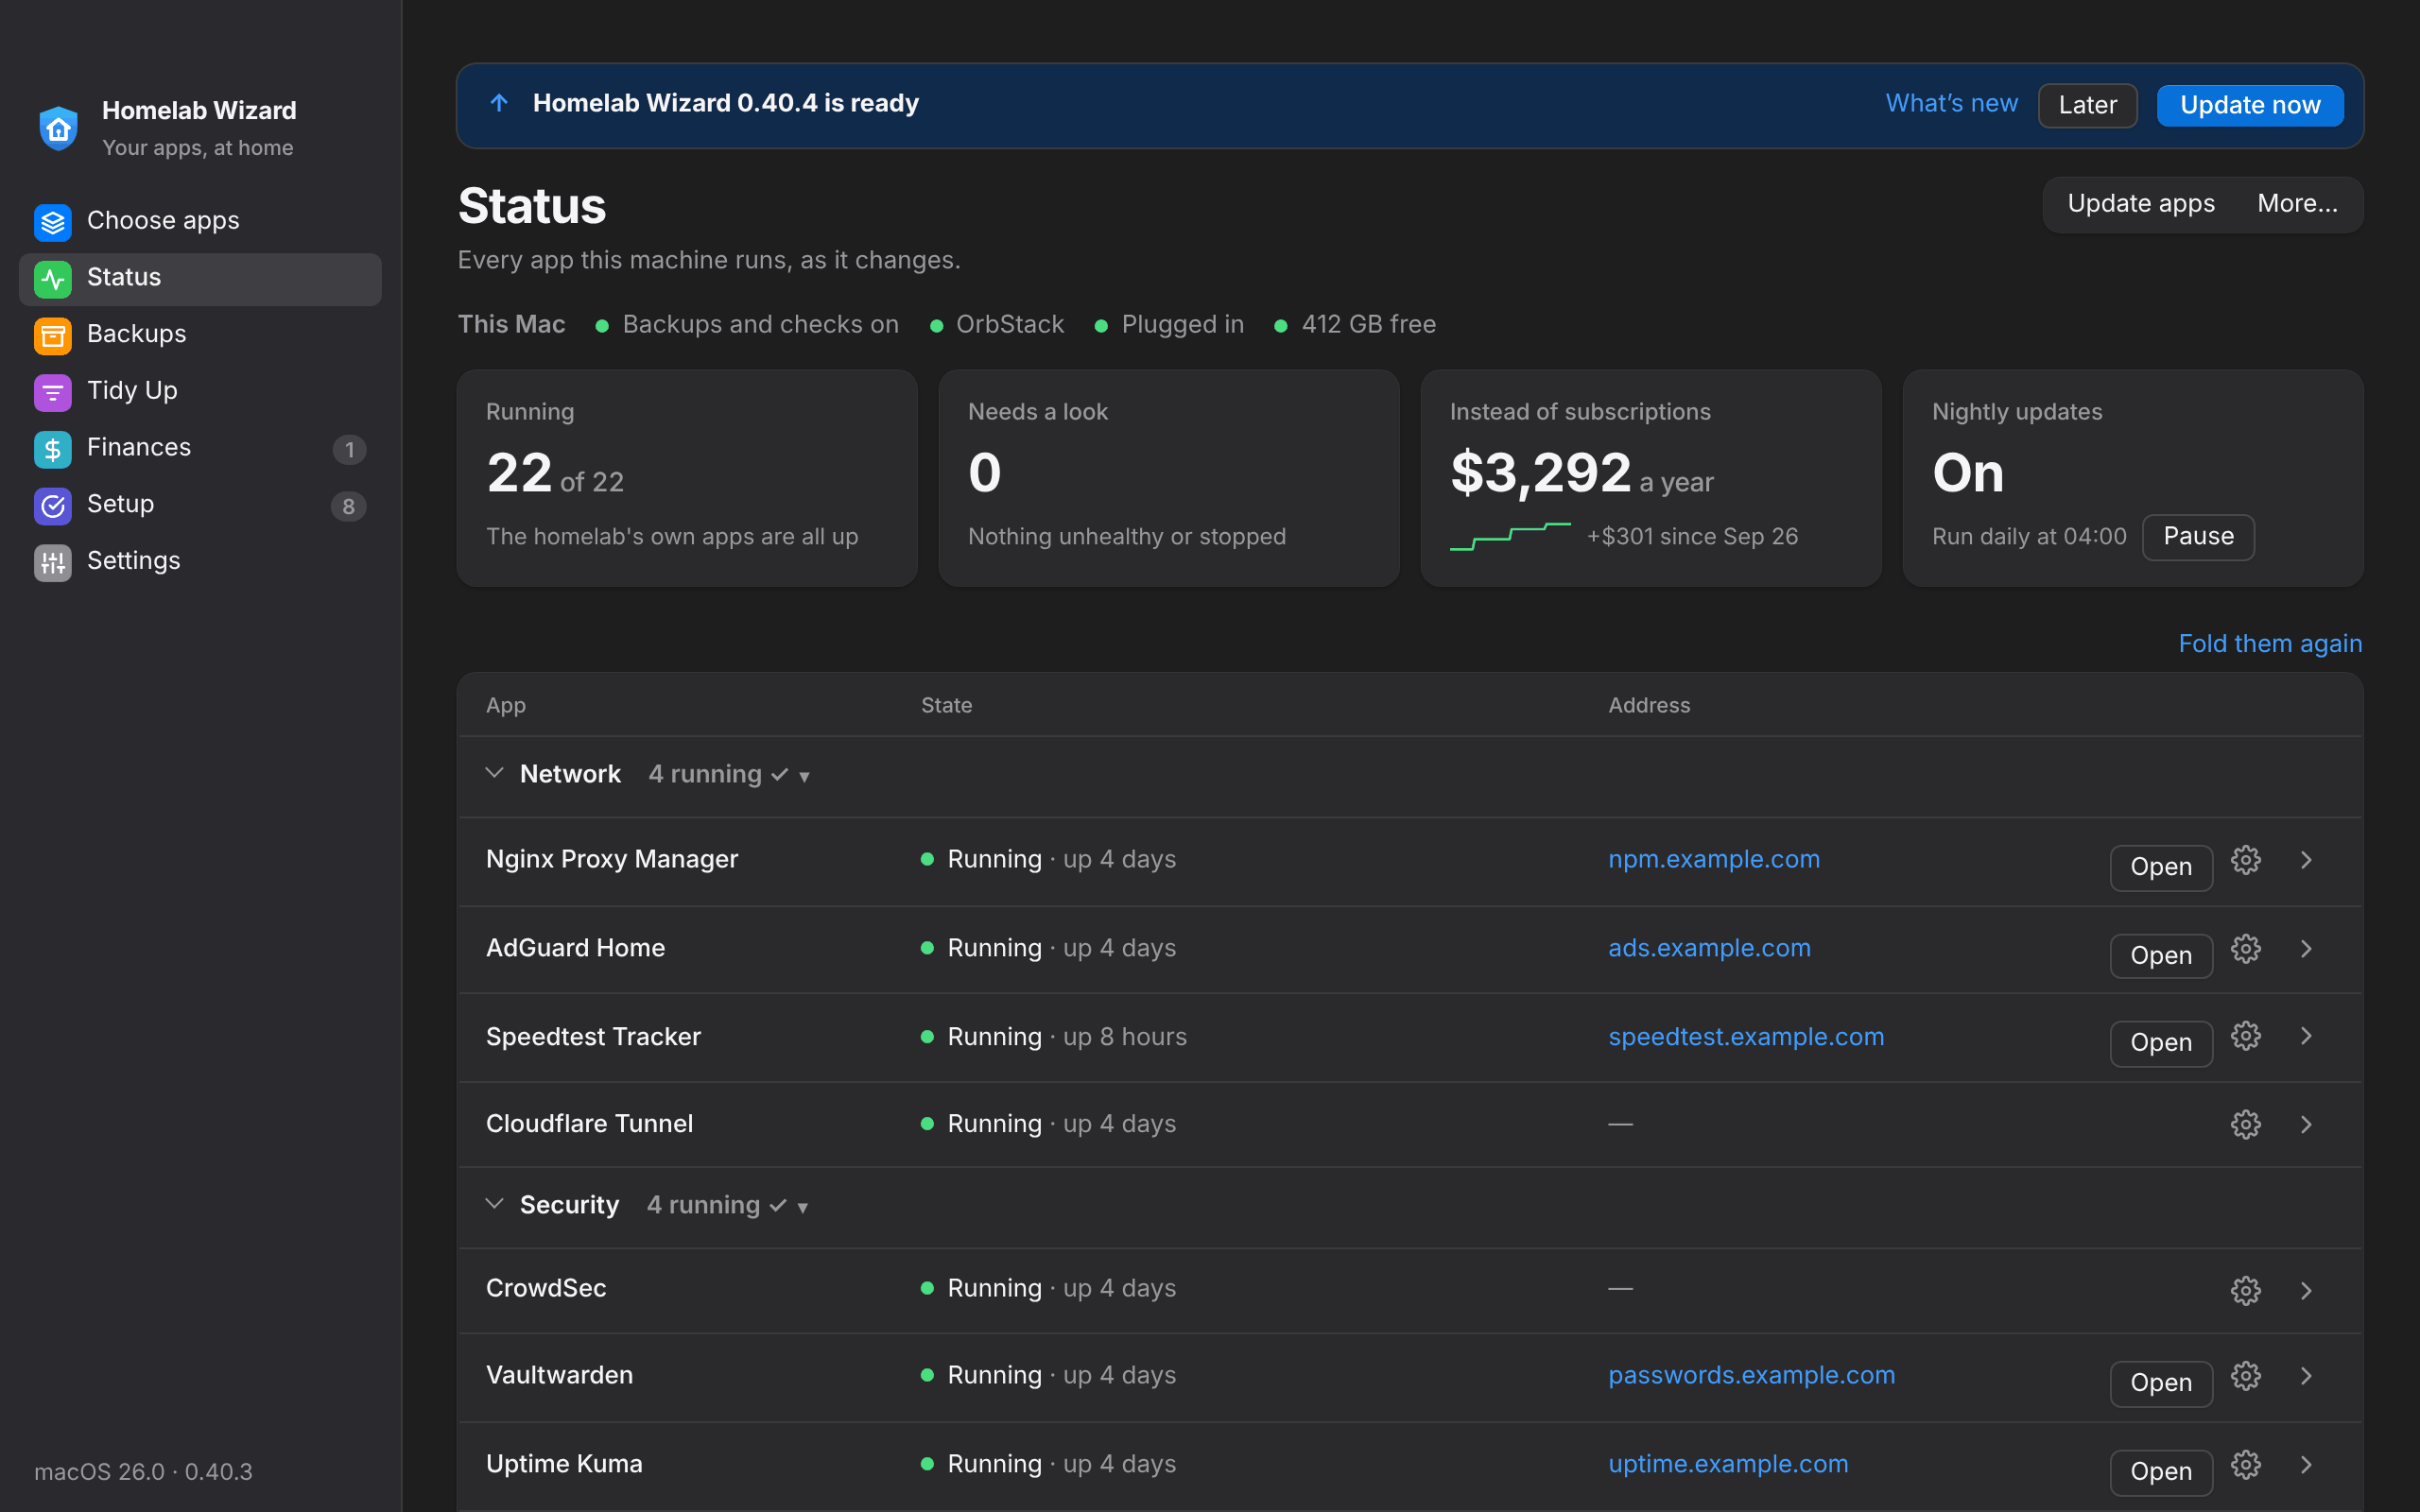 Homelab Wizard
Your apps, at home
Choose apps
Status
Backups
Tidy Up
Finances 1
Setup 8
Settings
macOS 26.0 · 0.40.3
Homelab Wizard 0.40.4 is ready
What’s new Later Update now
Status
Update apps More...
Every app this machine runs, as it changes.
This Mac Backups and checks on OrbStack Plugged in 412 GB free
Running
22 of 22
The homelab's own apps are all up
Needs a look
0
Nothing unhealthy or stopped
Instead of subscriptions
$3,292 a year
+$301 since Sep 26
Nightly updates
On
Run daily at 04:00 Pause
Fold them again
App State Address
Network 4 running ✓ ▾
Nginx Proxy Manager Running · up 4 days npm.example.com Open
AdGuard Home Running · up 4 days ads.example.com Open
Speedtest Tracker Running · up 8 hours speedtest.example.com Open
Cloudflare Tunnel Running · up 4 days —
Security 4 running ✓ ▾
CrowdSec Running · up 4 days —
Vaultwarden Running · up 4 days passwords.example.com Open
Uptime Kuma Running · up 4 days uptime.example.com Open